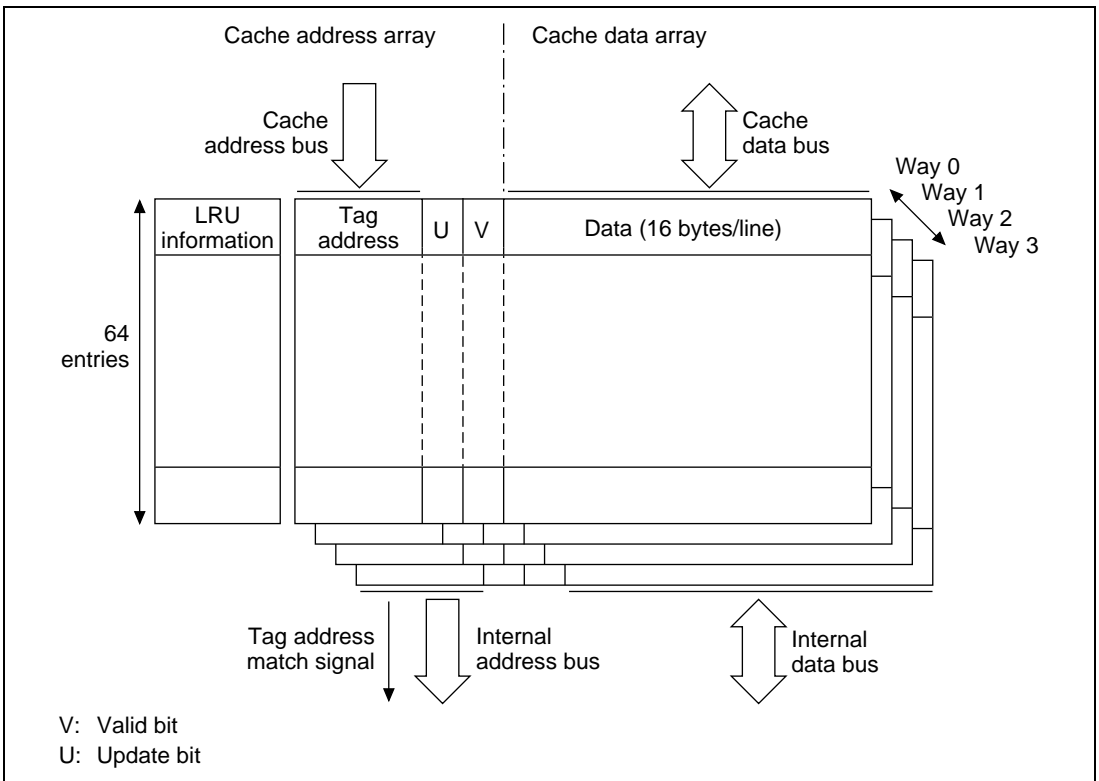 Cache address array
Cache data array
Cache
address bus
Cache
data bus
Way 0
Way 1
Way 2
Way 3
LRU
information
Tag
address
U
V
Data (16 bytes/line)
64
entries
Tag address
match signal
Internal
address bus
Internal
data bus
V: Valid bit
U: Update bit